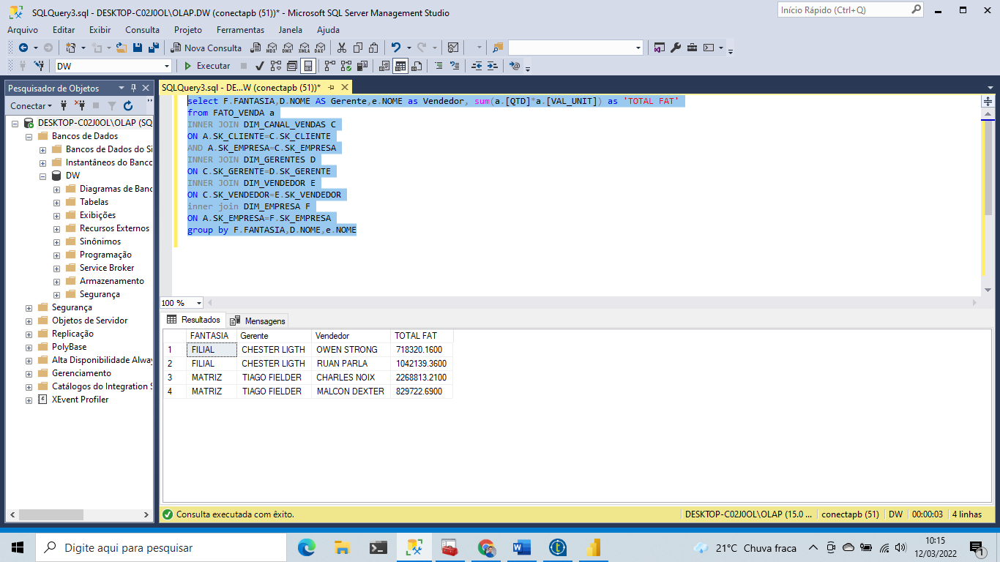 SQLQuery3.sql - DESKTOP-C02J0OL\OLAP.DW (conectapb (51))* - Microsoft SQL Server Management Studio
Início Rápido (Ctrl+Q)
Arquivo Editar Exibir Consulta Projeto Ferramentas Janela Ajuda
Nova Consulta MDX DMX XMLA DAX
DW Executar
Pesquisador de Objetos
Conectar
DESKTOP-C02J0OL\OLAP (SQ
Bancos de Dados
Bancos de Dados do Si
Instantâneos do Banco
DW
Diagramas de Banc
Tabelas
Exibições
Recursos Externos
Sinônimos
Programação
Service Broker
Armazenamento
Segurança
Segurança
Objetos de Servidor
Replicação
PolyBase
Alta Disponibilidade Alway
Gerenciamento
Catálogos do Integration S
XEvent Profiler
SQLQuery3.sql - DE...W (conectapb (51))*
select F.FANTASIA,D.NOME AS Gerente,e.NOME as Vendedor, sum(a.[QTD]*a.[VAL_UNIT]) as 'TOTAL FAT'
from FATO_VENDA a
INNER JOIN DIM_CANAL_VENDAS C
ON A.SK_CLIENTE=C.SK_CLIENTE
AND A.SK_EMPRESA=C.SK_EMPRESA
INNER JOIN DIM_GERENTES D
ON C.SK_GERENTE=D.SK_GERENTE
INNER JOIN DIM_VENDEDOR E
ON C.SK_VENDEDOR=E.SK_VENDEDOR
inner join DIM_EMPRESA F
ON A.SK_EMPRESA=F.SK_EMPRESA
group by F.FANTASIA,D.NOME,e.NOME
100 %
Resultados Mensagens
FANTASIA Gerente Vendedor TOTAL FAT
1 FILIAL CHESTER LIGTH OWEN STRONG 718320.1600
2 FILIAL CHESTER LIGTH RUAN PARLA 1042139.3600
3 MATRIZ TIAGO FIELDER CHARLES NOIX 2268813.2100
4 MATRIZ TIAGO FIELDER MALCON DEXTER 829722.6900
Consulta executada com êxito.
DESKTOP-C02J0OL\OLAP (15.0 ... conectapb (51) DW 00:00:03 4 linhas
Digite aqui para pesquisar
21°C Chuva fraca
10:15
12/03/2022
1